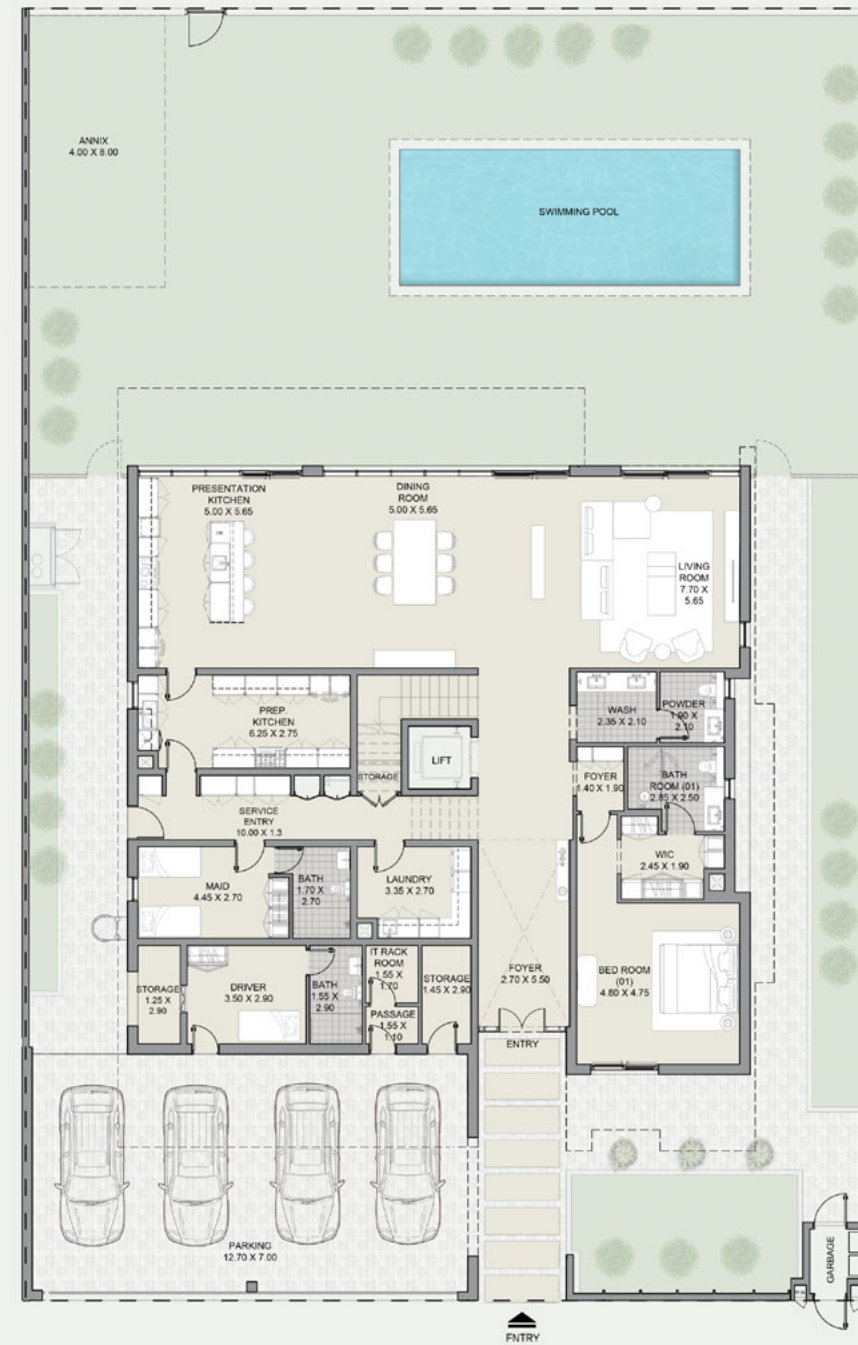 ANNIX
4.00 X 8.00
SWIMMING POOL
PRESENTATION
KITCHEN
5.00 X 5.65
DINING
ROOM
5.00 X 5.65
LIVING
ROOM
7.70 X
5.65
PREP.
KITCHEN
6.25 X 2.75
WASH
2.35 X 2.10
POWDER
1.90 X
2.10
LIFT
STORAGE
FOYER
1.40 X 1.90
BATH
ROOM (01)
2.85 X 2.50
SERVICE
ENTRY
10.00 X 1.3
WIC
2.45 X 1.90
MAID
4.45 X 2.70
BATH
1.70 X
2.70
LAUNDRY
3.35 X 2.70
STORAGE
1.25 X
2.90
DRIVER
3.50 X 2.90
BATH
1.55 X
2.90
IT RACK
ROOM
1.55 X
1.70
PASSAGE
1.55 X
1.10
STORAGE
1.45 X 2.90
FOYER
2.70 X 5.50
BED ROOM
(01)
4.80 X 4.75
ENTRY
PARKING
12.70 X 7.00
GARBAGE
ENTRY